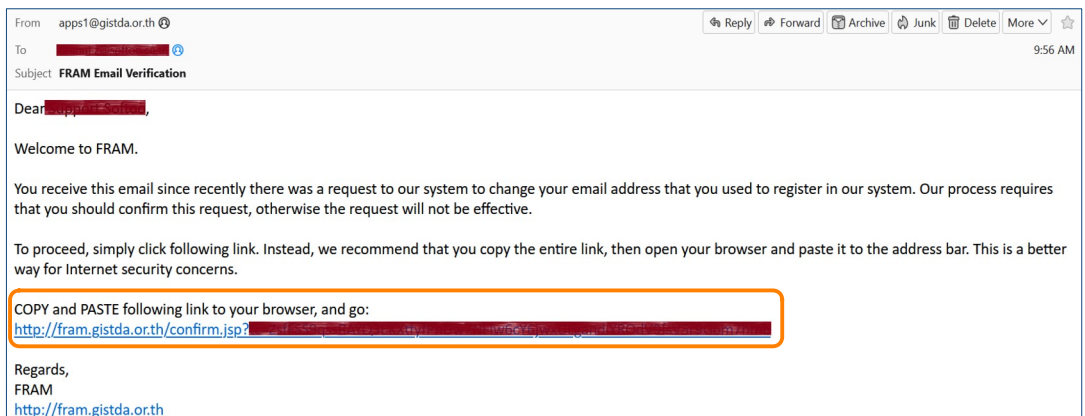 From apps1@gistda.or.th Reply Forward Archive Junk Delete More
To 9:56 AM
Subject FRAM Email Verification
Dear ,
Welcome to FRAM.
You receive this email since recently there was a request to our system to change your email address that you used to register in our system. Our process requires
that you should confirm this request, otherwise the request will not be effective.
To proceed, simply click following link. Instead, we recommend that you copy the entire link, then open your browser and paste it to the address bar. This is a better
way for Internet security concerns.
COPY and PASTE following link to your browser, and go:
http://fram.gistda.or.th/confirm.jsp?
Regards,
FRAM
http://fram.gistda.or.th